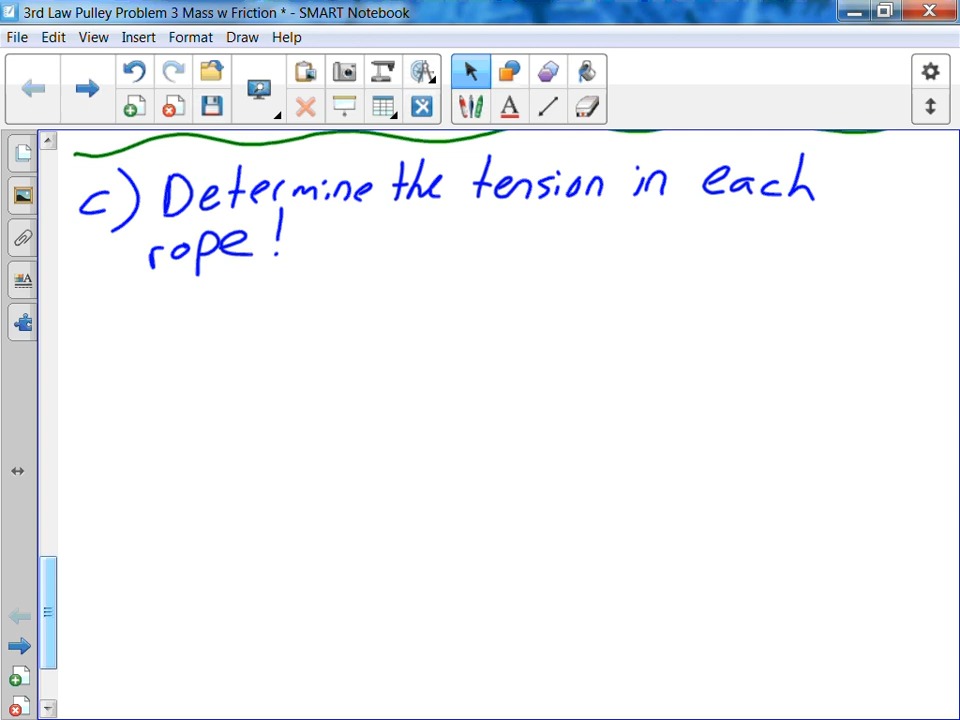 3rd Law Pulley Problem 3 Mass w Friction * - SMART Notebook
File Edit View Insert Format Draw Help
c) Determine the tension in each
rope!